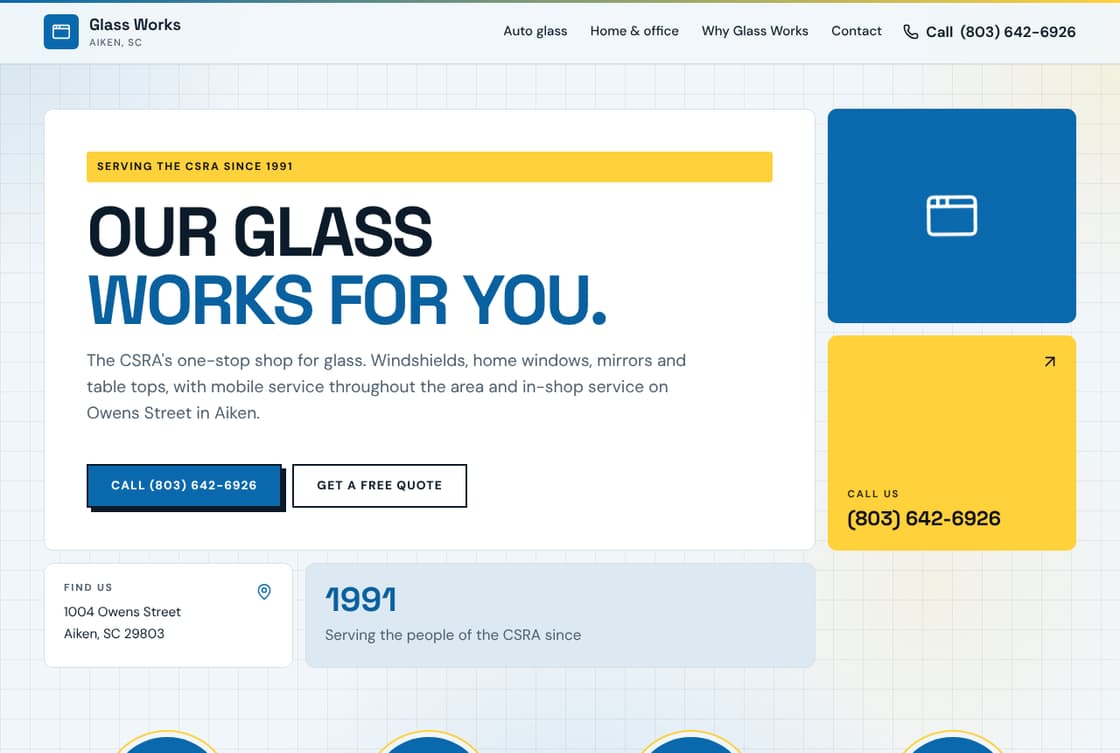 Glass Works
AIKEN, SC
Auto glass
Home & office
Why Glass Works
Contact
Call (803) 642-6926
SERVING THE CSRA SINCE 1991
OUR GLASS
WORKS FOR YOU.
The CSRA's one-stop shop for glass. Windshields, home windows, mirrors and
table tops, with mobile service throughout the area and in-shop service on
Owens Street in Aiken.
CALL (803) 642-6926
GET A FREE QUOTE
CALL US
(803) 642-6926
FIND US
1004 Owens Street
Aiken, SC 29803
1991
Serving the people of the CSRA since